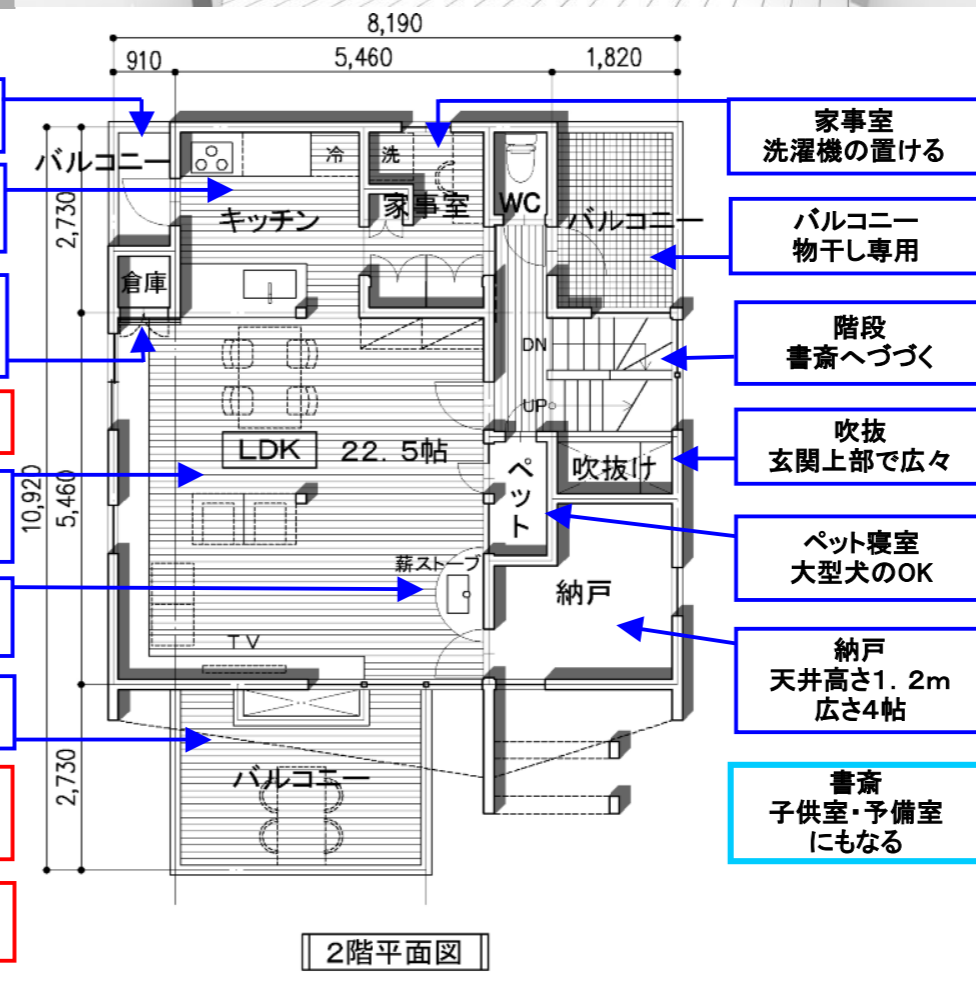 8,190
910
5,460
1,820
バルコニー
冷
洗
キッチン
家事室
WC
バルコニー
2,730
倉庫
DN
UP
LDK
22.5帖
ペット
吹抜け
10,920
5,460
薪ストーブ
納戸
TV
2,730
バルコニー
2階平面図
家事室
洗濯機の置ける
バルコニー
物干し専用
階段
書斎へづづく
吹抜
玄関上部で広々
ペット寝室
大型犬のOK
納戸
天井高さ1.2m
広さ4帖
書斎
子供室・予備室
にもなる